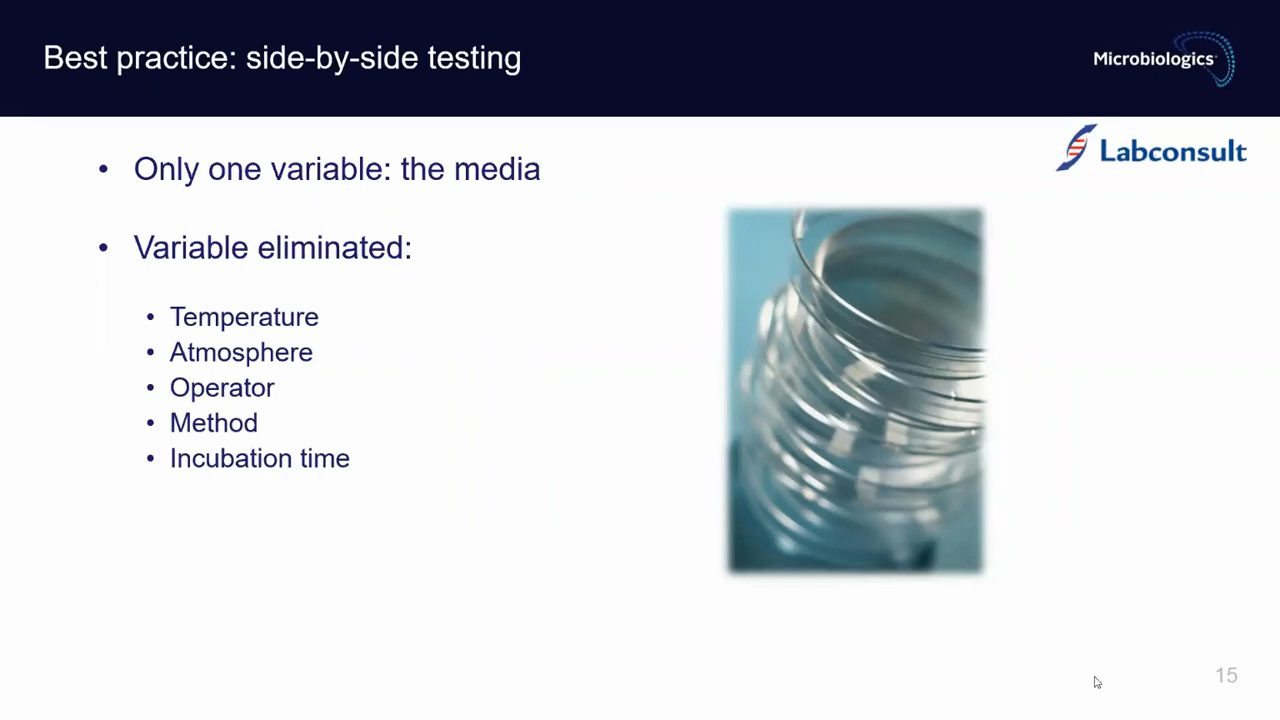 Best practice: side-by-side testing
Microbiologics
Labconsult
• Only one variable: the media
• Variable eliminated:
• Temperature
• Atmosphere
• Operator
• Method
• Incubation time
15